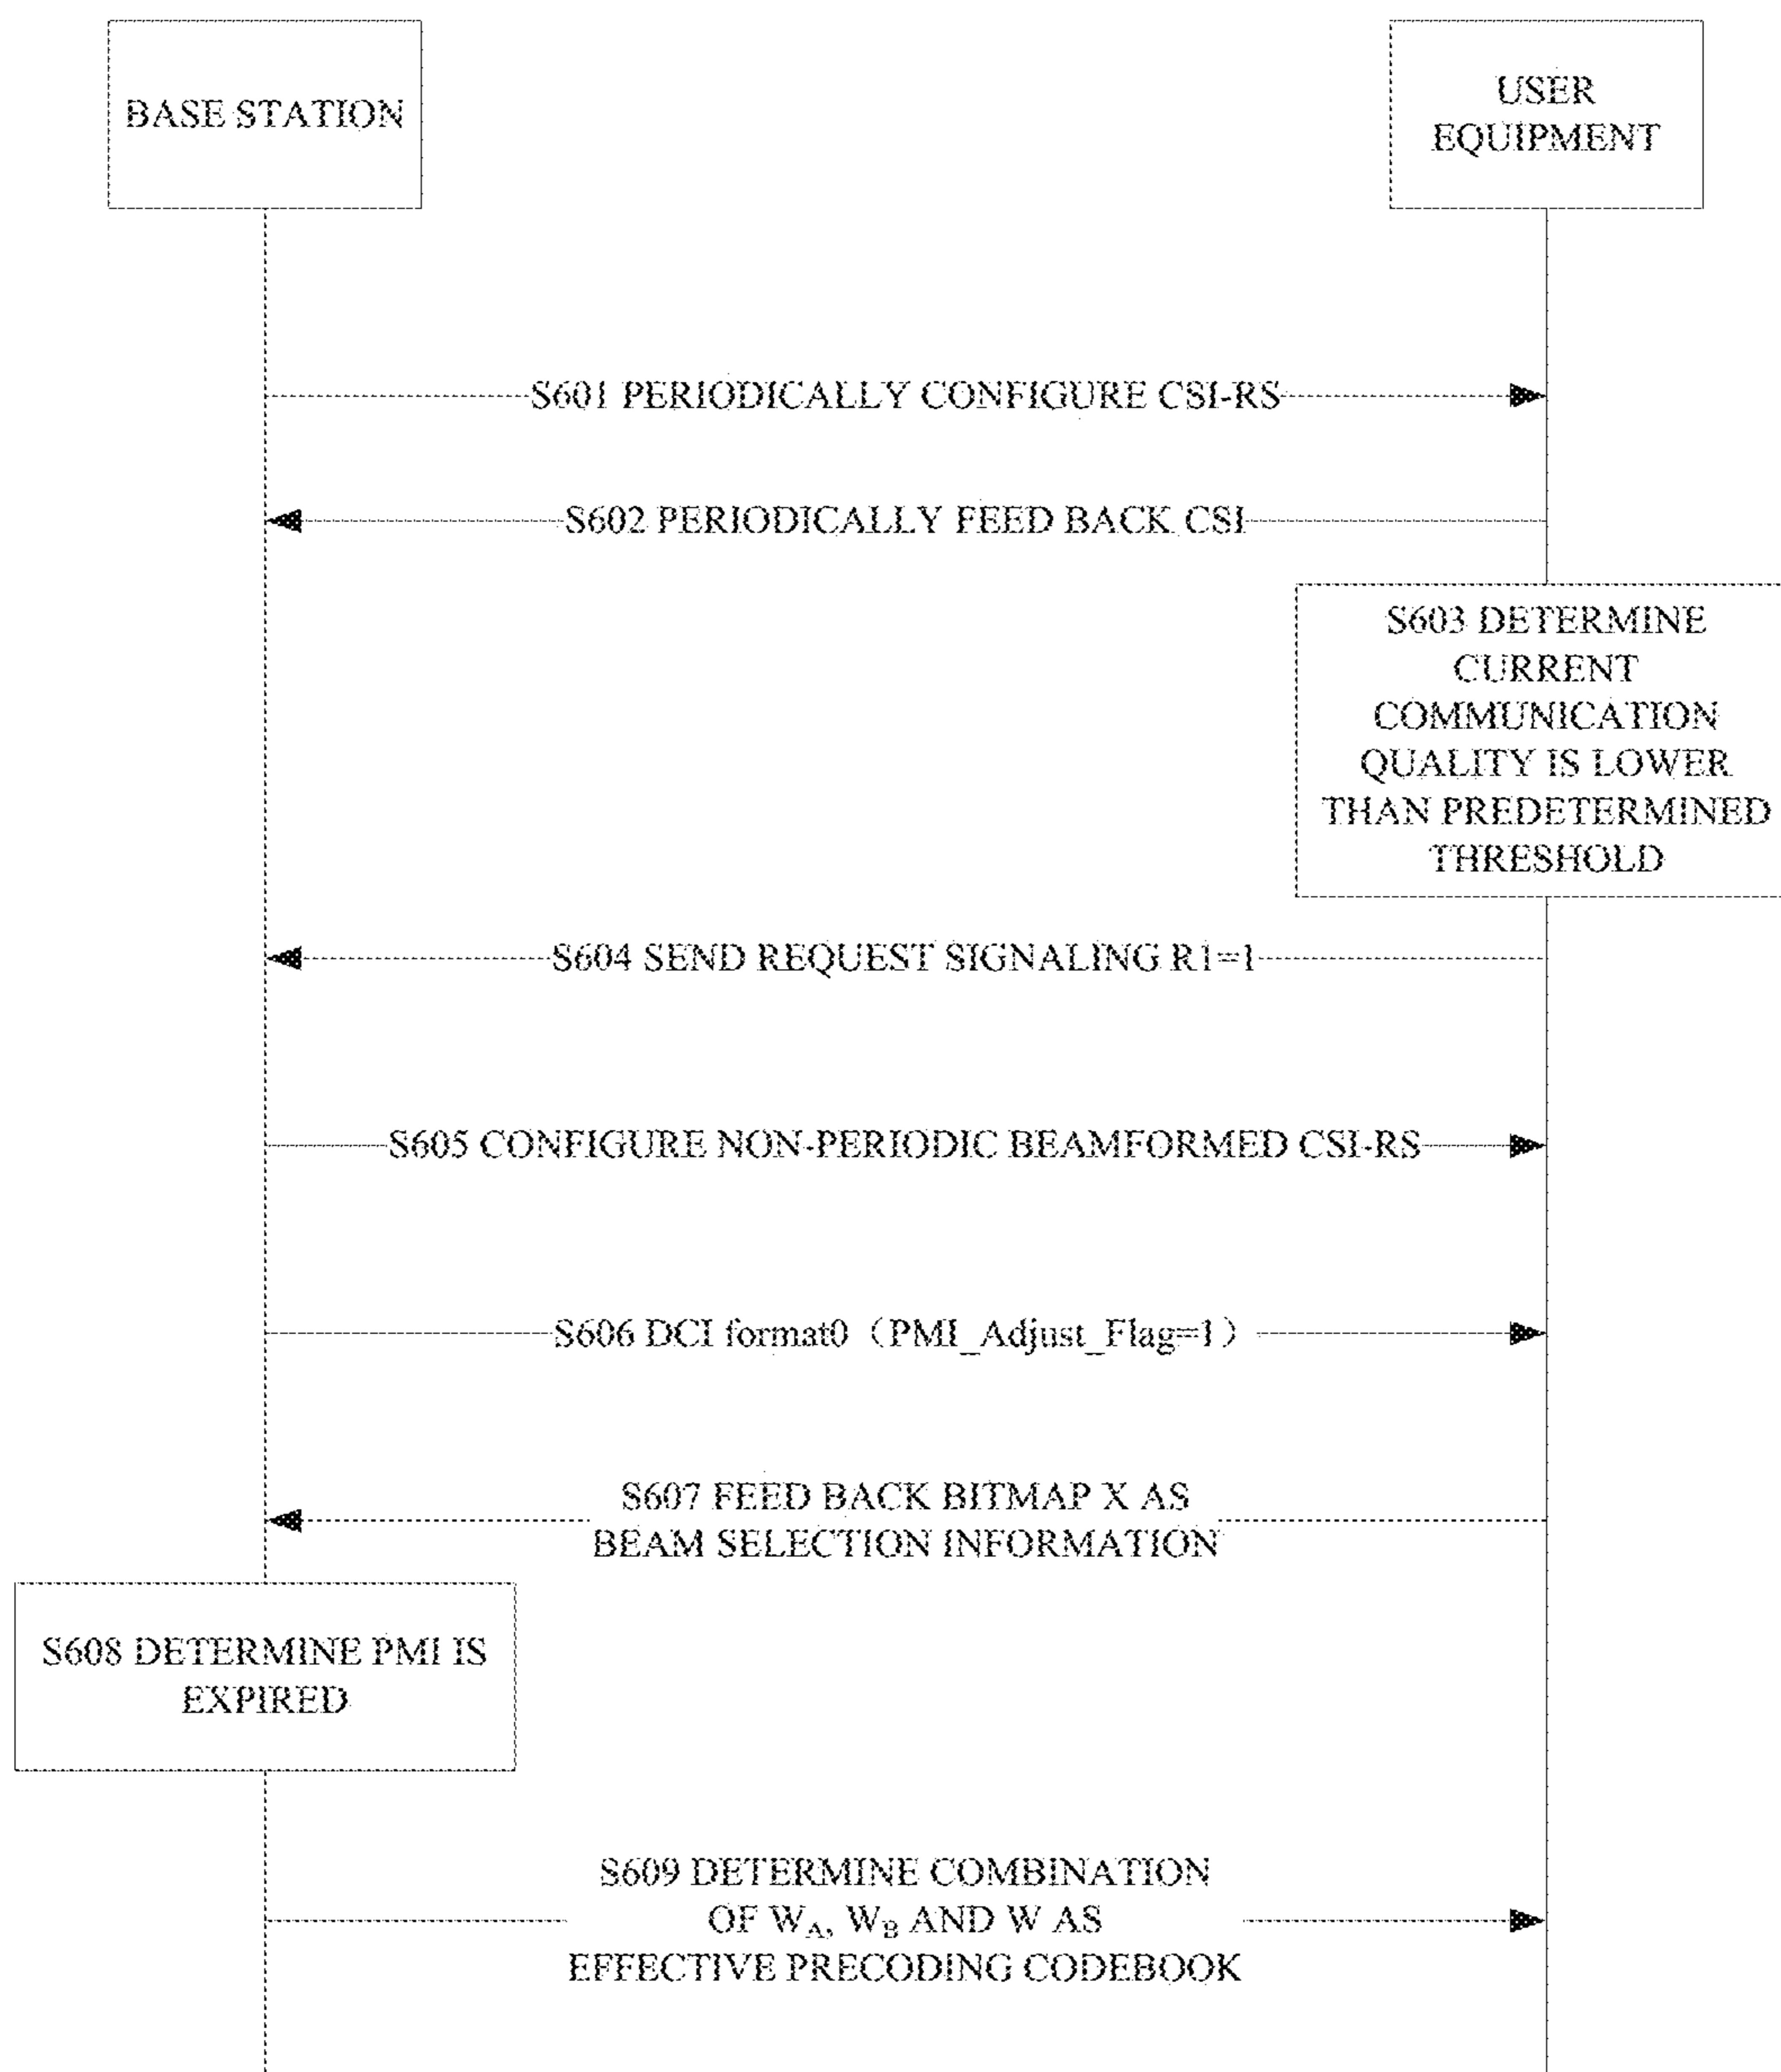 BASE STATION
USER
EQUIPMENT
S601 PERIODICALLY CONFIGURE CSI-RS
S602 PERIODICALLY FEED BACK CSI
S603 DETERMINE
CURRENT
COMMUNICATION
QUALITY IS LOWER
THAN PREDETERMINED
THRESHOLD
S604 SEND REQUEST SIGNALING R1=1
S605 CONFIGURE NON-PERIODIC BEAMFORMED CSI-RS
S606 DCI format0（PMI_Adjust_Flag=1）
S607 FEED BACK BITMAP X AS
BEAM SELECTION INFORMATION
S608 DETERMINE PMI IS
EXPIRED
S609 DETERMINE COMBINATION
OF W_A, W_B AND W AS
EFFECTIVE PRECODING CODEBOOK